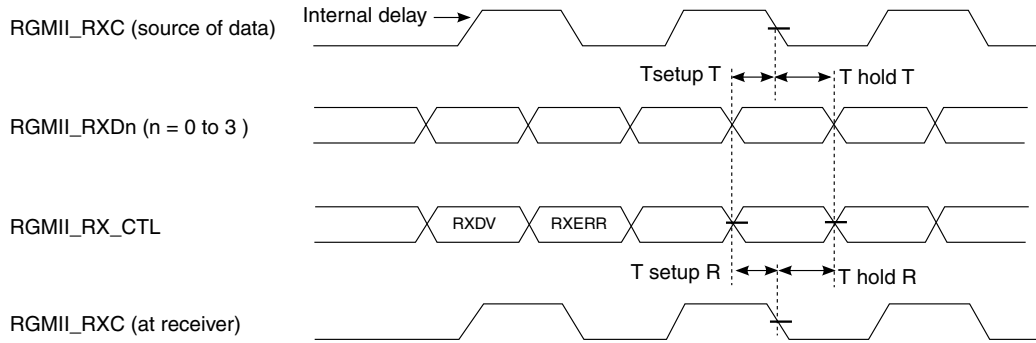 Internal delay
RGMII_RXC (source of data)
Tsetup T
T hold T
RGMII_RXDn (n = 0 to 3 )
RGMII_RX_CTL
RXDV
RXERR
T setup R
T hold R
RGMII_RXC (at receiver)